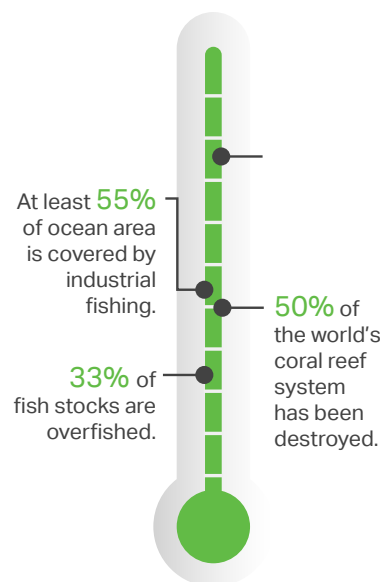 At least 55%
of ocean area
is covered by
industrial
fishing.
50% of
the world's
coral reef
system
has been
destroyed.
33% of
fish stocks are
overfished.